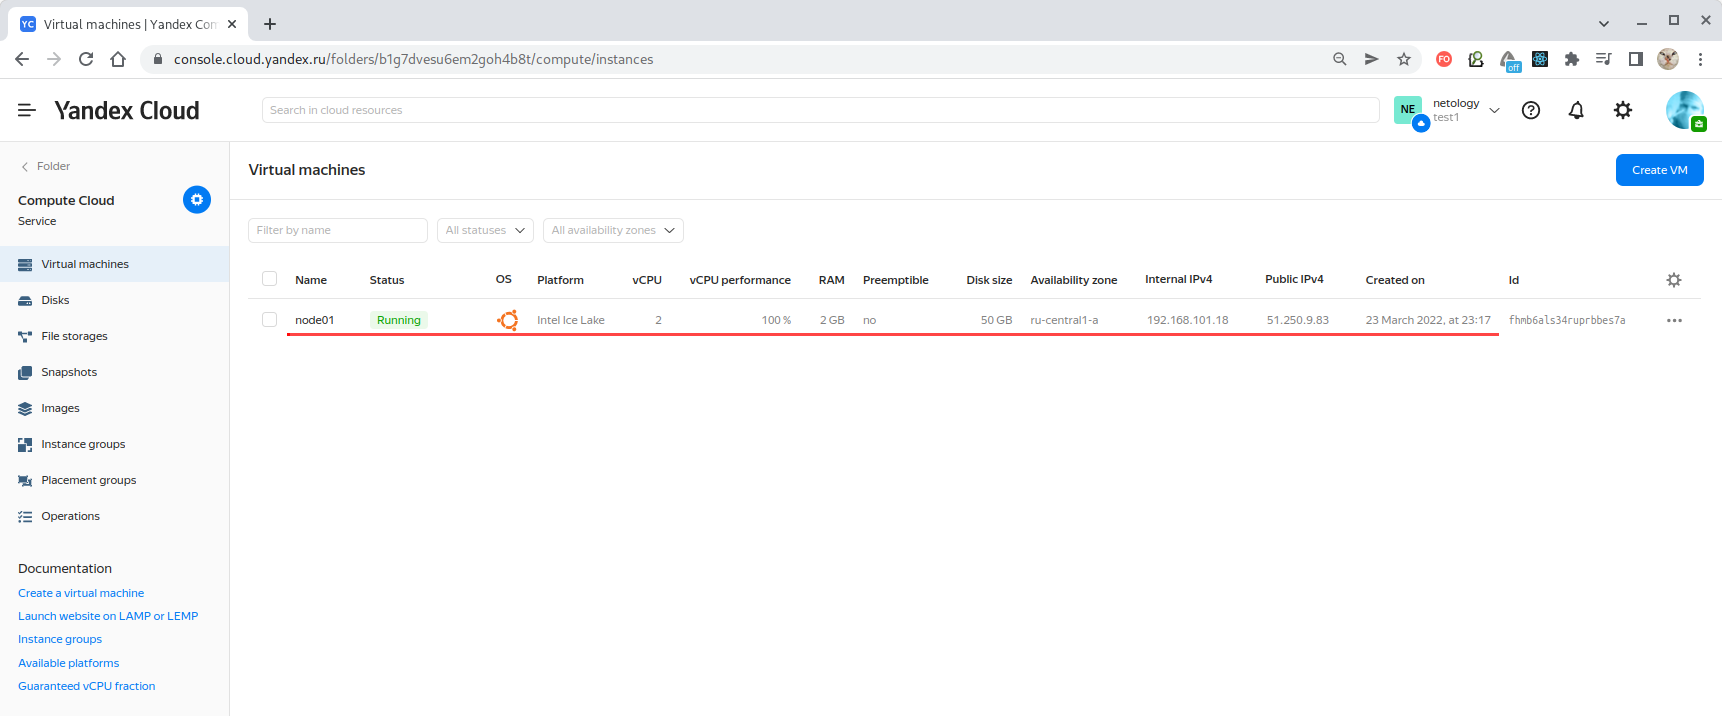 YC Virtual machines | Yandex Com
console.cloud.yandex.ru/folders/b1g7dvesu6em2goh4b8t/compute/instances
FO
off
Yandex Cloud
Search in cloud resources
NE
netology
test1
Folder
Compute Cloud
Service
Virtual machines
Disks
File storages
Snapshots
Images
Instance groups
Placement groups
Operations
Documentation
Create a virtual machine
Launch website on LAMP or LEMP
Instance groups
Available platforms
Guaranteed vCPU fraction
Virtual machines
Create VM
Filter by name
All statuses
All availability zones
Name Status OS Platform vCPU vCPU performance RAM Preemptible Disk size Availability zone Internal IPv4 Public IPv4 Created on Id
node01 Running Intel Ice Lake 2 100 % 2 GB no 50 GB ru-central1-a 192.168.101.18 51.250.9.83 23 March 2022, at 23:17 fhmb6als34ruprbbes7a